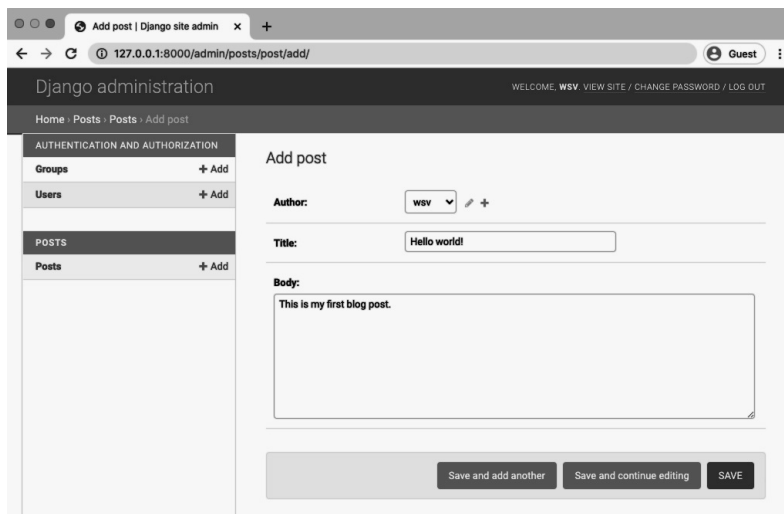 Add post | Django site admin
127.0.0.1:8000/admin/posts/post/add/
Guest
Django administration
WELCOME, WSV. VIEW SITE / CHANGE PASSWORD / LOG OUT
Home › Posts › Posts › Add post
AUTHENTICATION AND AUTHORIZATION
Groups + Add
Users + Add
POSTS
Posts + Add
Add post
Author: wsv
Title: Hello world!
Body:
This is my first blog post.
Save and add another Save and continue editing SAVE